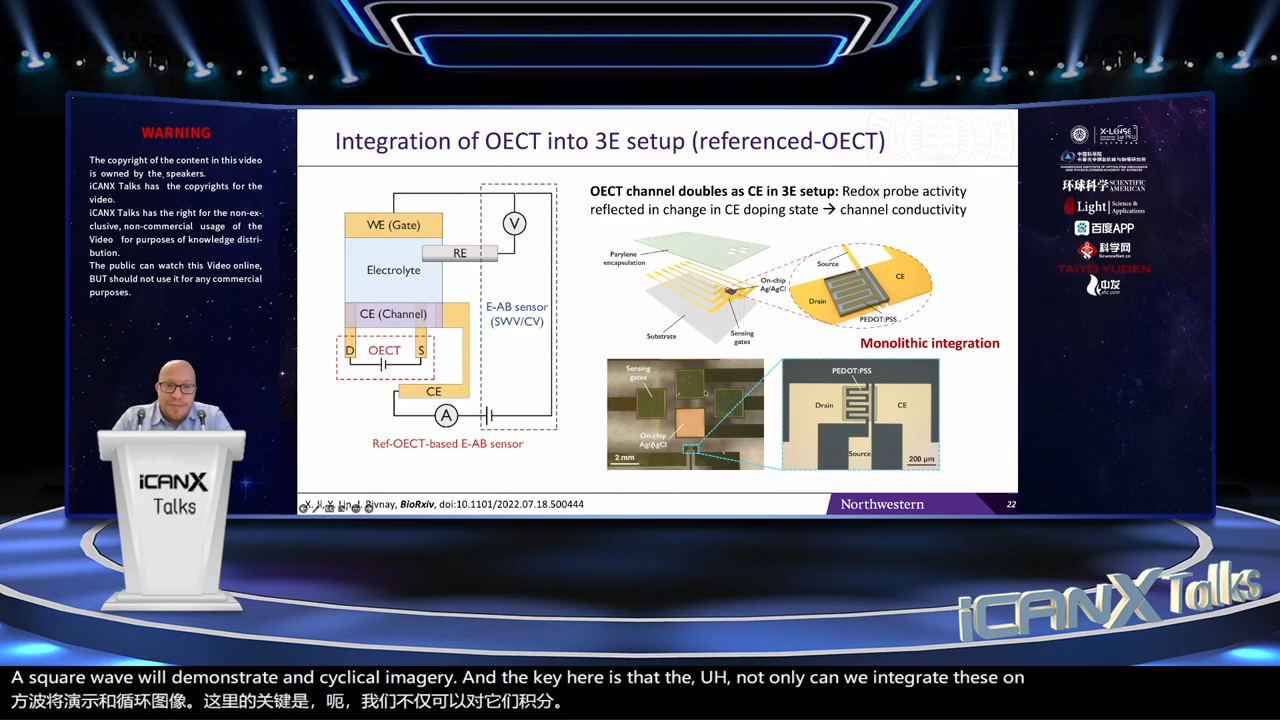 WARNING
The copyright of the content in this video
is owned by the speakers.
iCANX Talks has the copyrights for the
video.
iCANX Talks has the right for the non-ex-
clusive, non-commercial usage of the
Video for purposes of knowledge distri-
bution.
The public can watch this Video online,
BUT should not use it for any commercial
purposes.
Integration of OECT into 3E setup (referenced-OECT)
WE (Gate)
V
RE
Electrolyte
E-AB sensor
(SWV/CV)
CE (Channel)
D
OECT
S
CE
A
Ref-OECT-based E-AB sensor
OECT channel doubles as CE in 3E setup: Redox probe activity
reflected in change in CE doping state → channel conductivity
Parylene
encapsulation
On-chip
Ag/AgCl
Substrate
Sensing
gates
Source
CE
Drain
PEDOT:PSS
Monolithic integration
Sensing
gates
On-chip
Ag/AgCl
2 mm
PEDOT:PSS
Drain
CE
Source
200 μm
X. Ji, X. Lin, J. Rivnay, BioRxiv, doi:10.1101/2022.07.18.500444
Northwestern
22
X-LENSE
环球科学 SCIENTIFIC AMERICAN
Light Science & Applications
百度APP
科学网
ScienceNet.cn
TAIYO YUDEN
中友
iCANX
Talks
iCANX Talks
A square wave will demonstrate and cyclical imagery. And the key here is that the, UH, not only can we integrate these on
方波将演示和循环图像。这里的关键是，呃，我们不仅可以对它们积分。